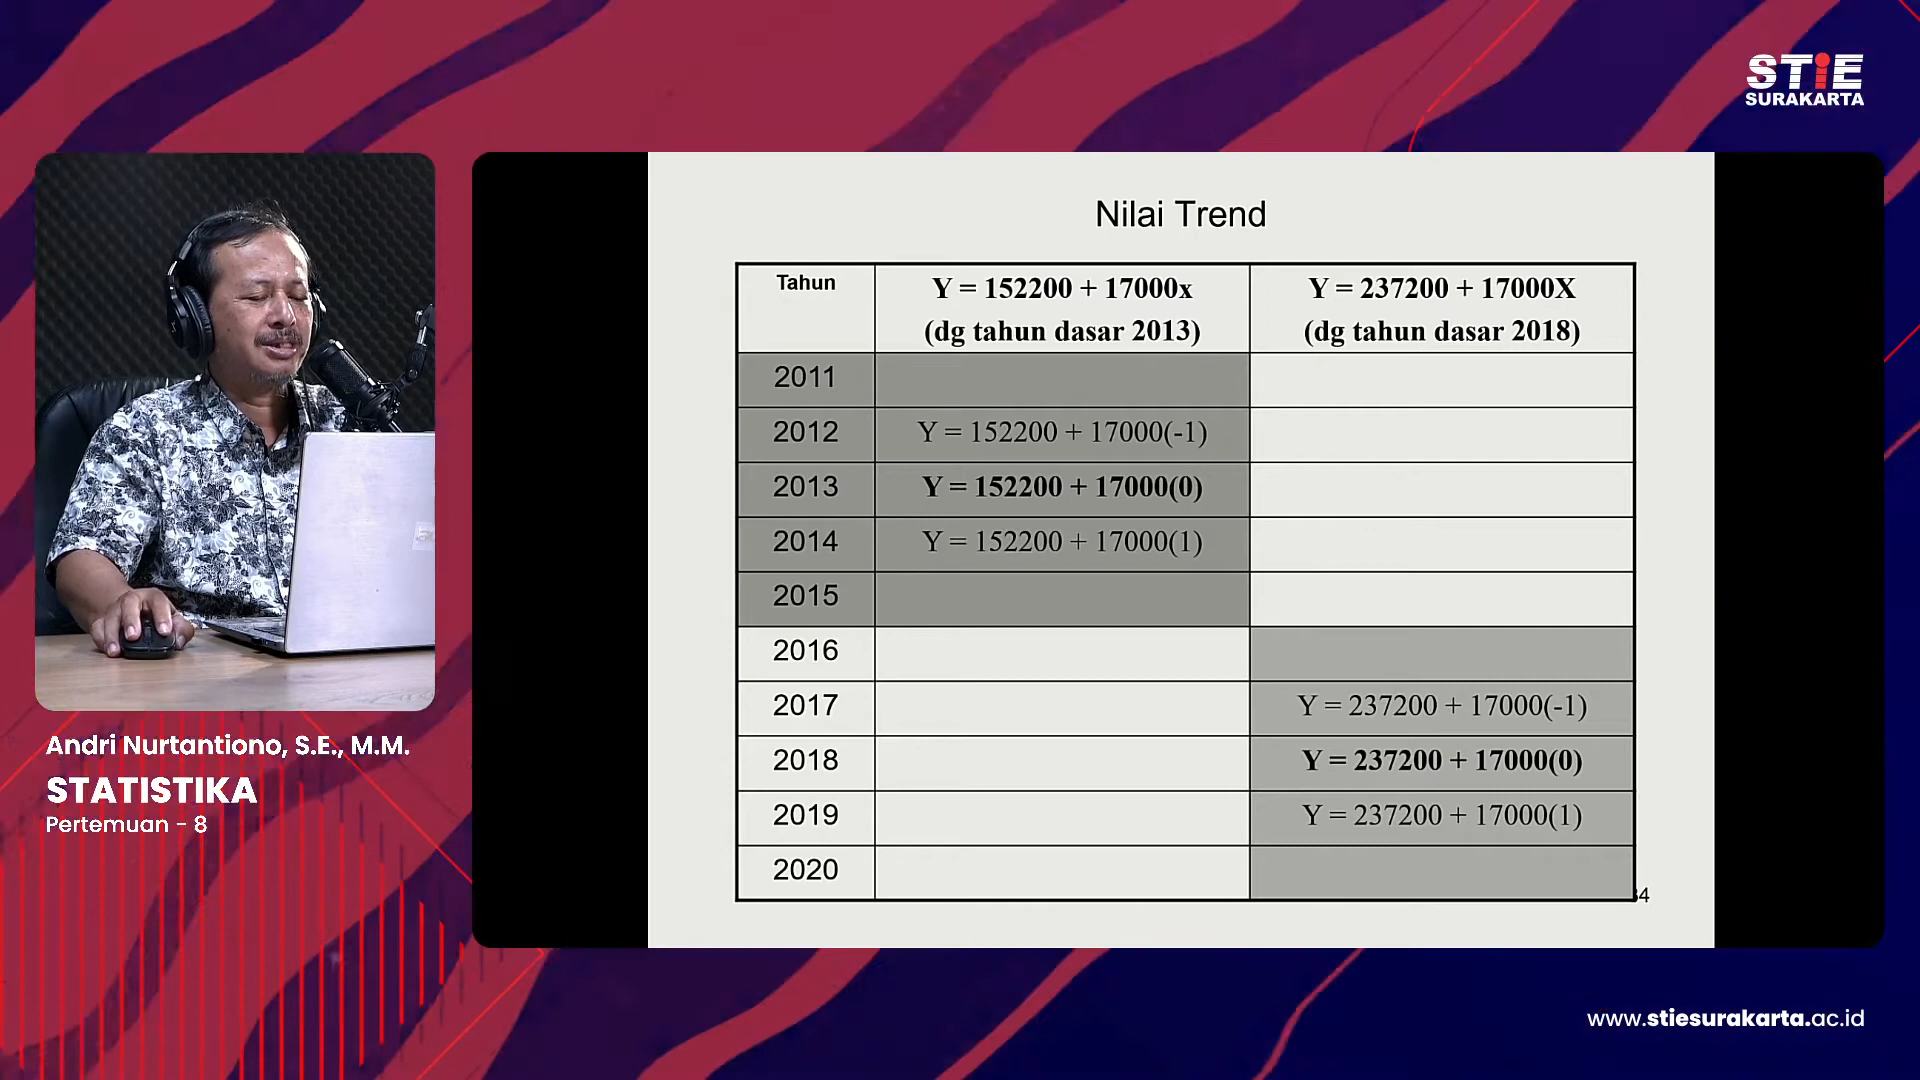 STiE
SURAKARTA
Nilai Trend
Tahun
Y = 152200 + 17000x
(dg tahun dasar 2013)
Y = 237200 + 17000X
(dg tahun dasar 2018)
2011
2012
Y = 152200 + 17000(-1)
2013
Y = 152200 + 17000(0)
2014
Y = 152200 + 17000(1)
2015
2016
2017
Y = 237200 + 17000(-1)
2018
Y = 237200 + 17000(0)
2019
Y = 237200 + 17000(1)
2020
Andri Nurtantiono, S.E., M.M.
STATISTIKA
Pertemuan - 8
www.stiesurakarta.ac.id